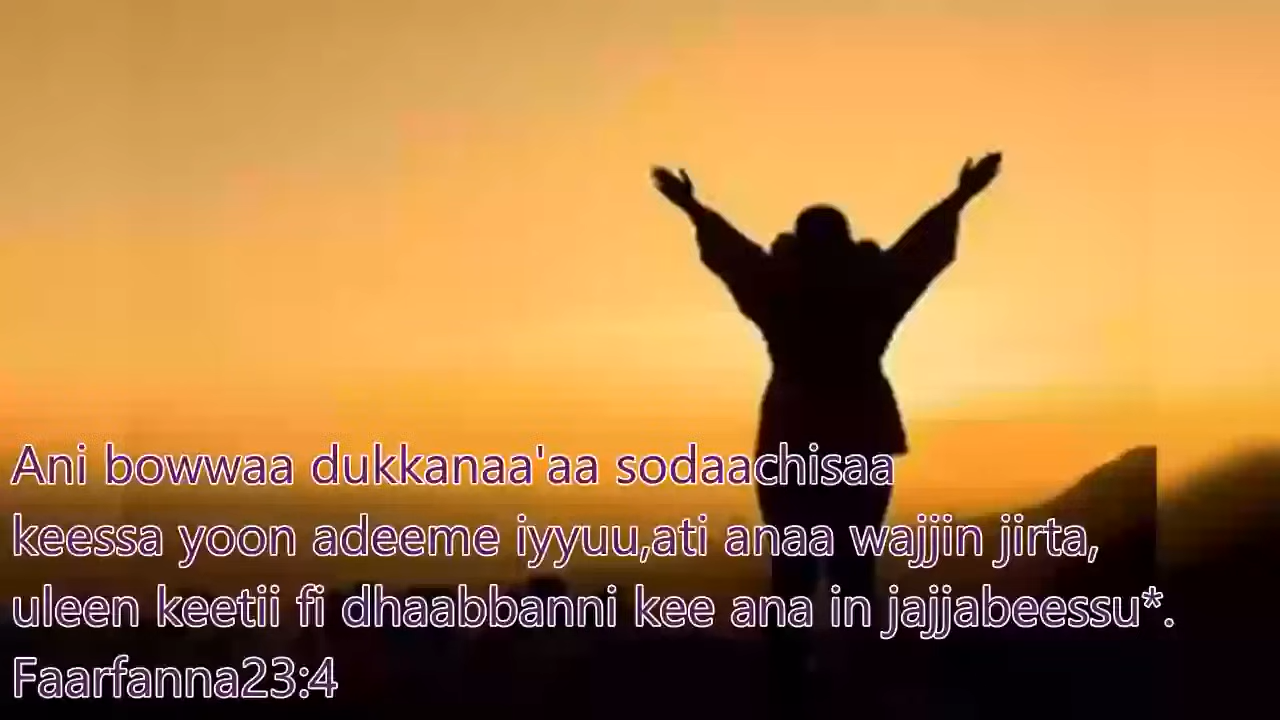 Ani bowwaa dukkanaa'aa sodaachisaa
keessa yoon adeeme iyyuu,ati anaa wajjin jirta,
uleen keetii fi dhaabbanni kee ana in jajjabeessu*.
Faarfanna23:4